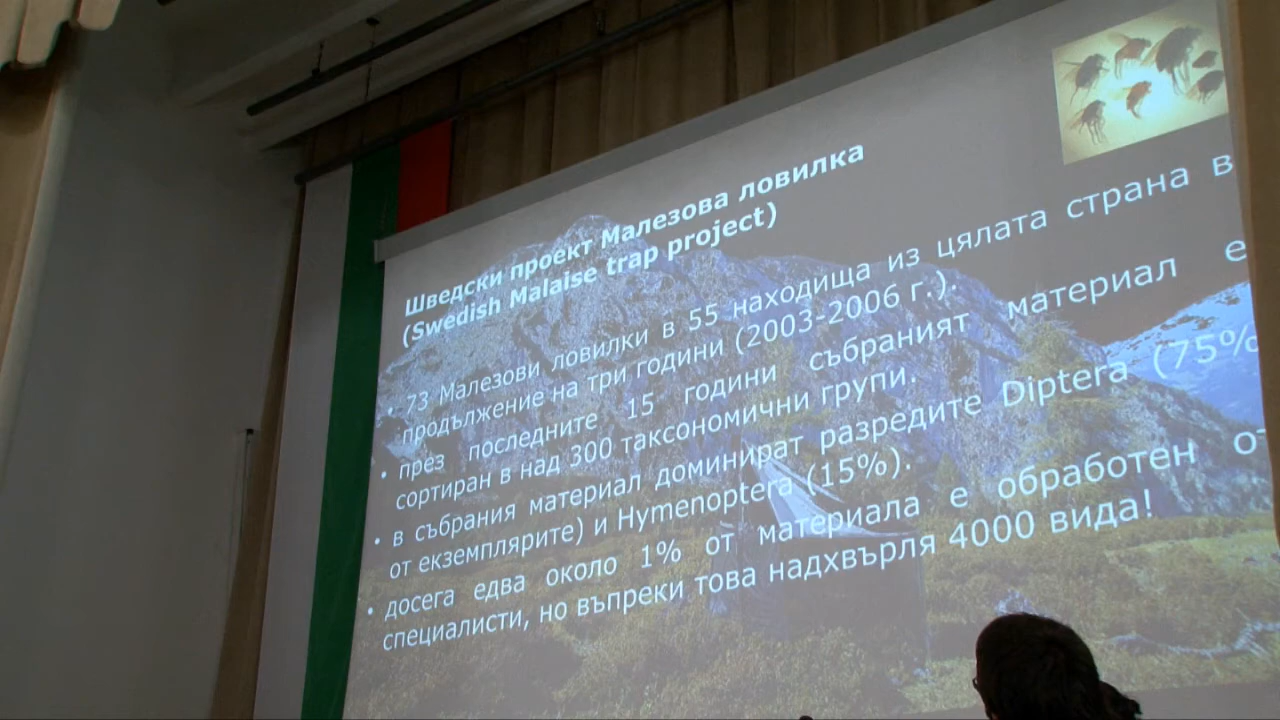 Шведски проект Малезова ловилка
(Swedish Malaise trap project)
• 73 Малезови ловилки в 55 находища из цялата страна в
продължение на три години (2003-2006 г.).
• през последните 15 години събраният материал е
сортиран в над 300 таксономични групи.
• в събрания материал доминират разредите Diptera (75%
от екземплярите) и Hymenoptera (15%).
• досега едва около 1% от материала е обработен от
специалисти, но въпреки това надхвърля 4000 вида!